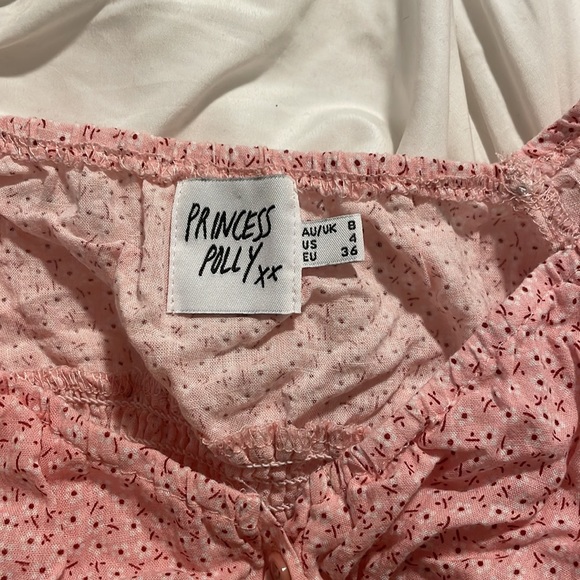 PRINCESS
POLLY xx
AU/UK 8
US 4
EU 36